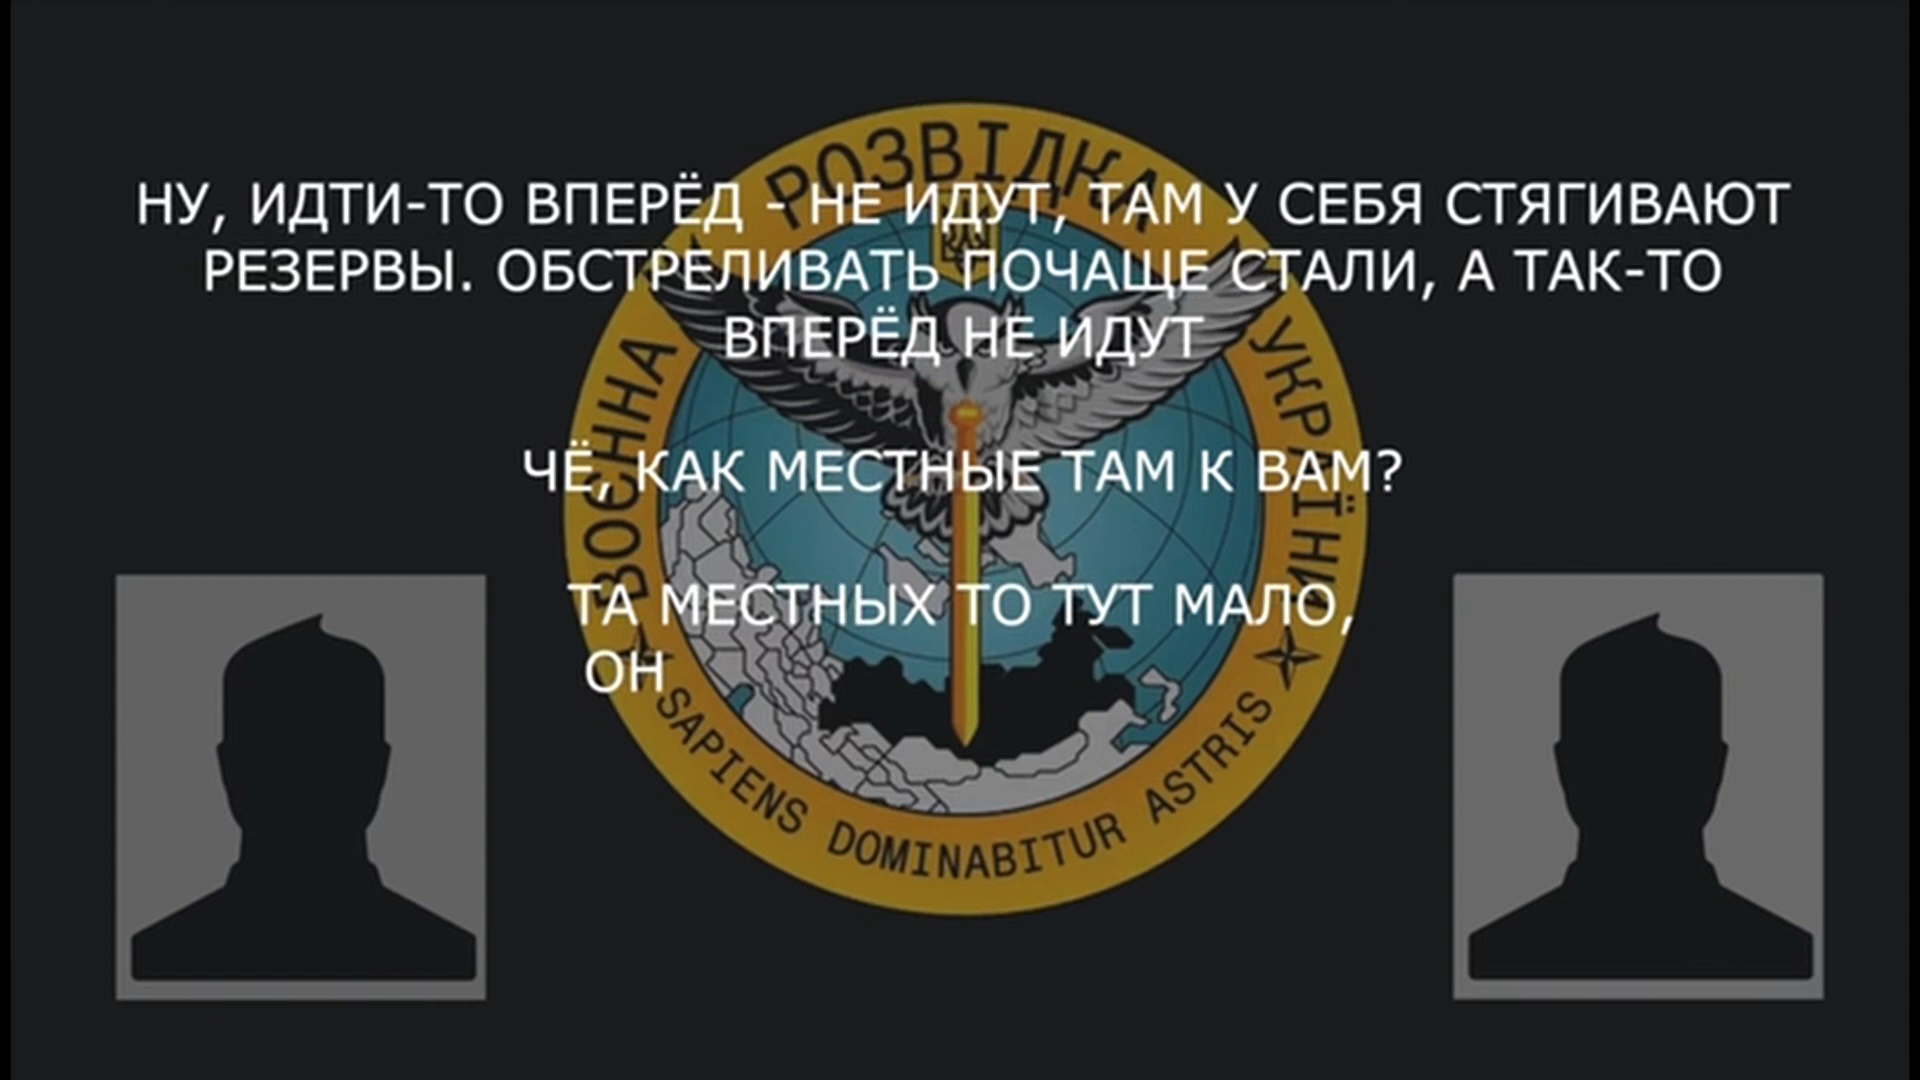 НУ, ИДТИ-ТО ВПЕРЁД - НЕ ИДУТ, ТАМ У СЕБЯ СТЯГИВАЮТ
РЕЗЕРВЫ. ОБСТРЕЛИВАТЬ ПОЧАЩЕ СТАЛИ, А ТАК-ТО
ВПЕРЁД НЕ ИДУТ
ЧЁ, КАК МЕСТНЫЕ ТАМ К ВАМ?
ТА МЕСТНЫХ ТО ТУТ МАЛО,
ОН
ВОЄННА РОЗВІДКА УКРАЇНИ
SAPIENS DOMINABITUR ASTRIS